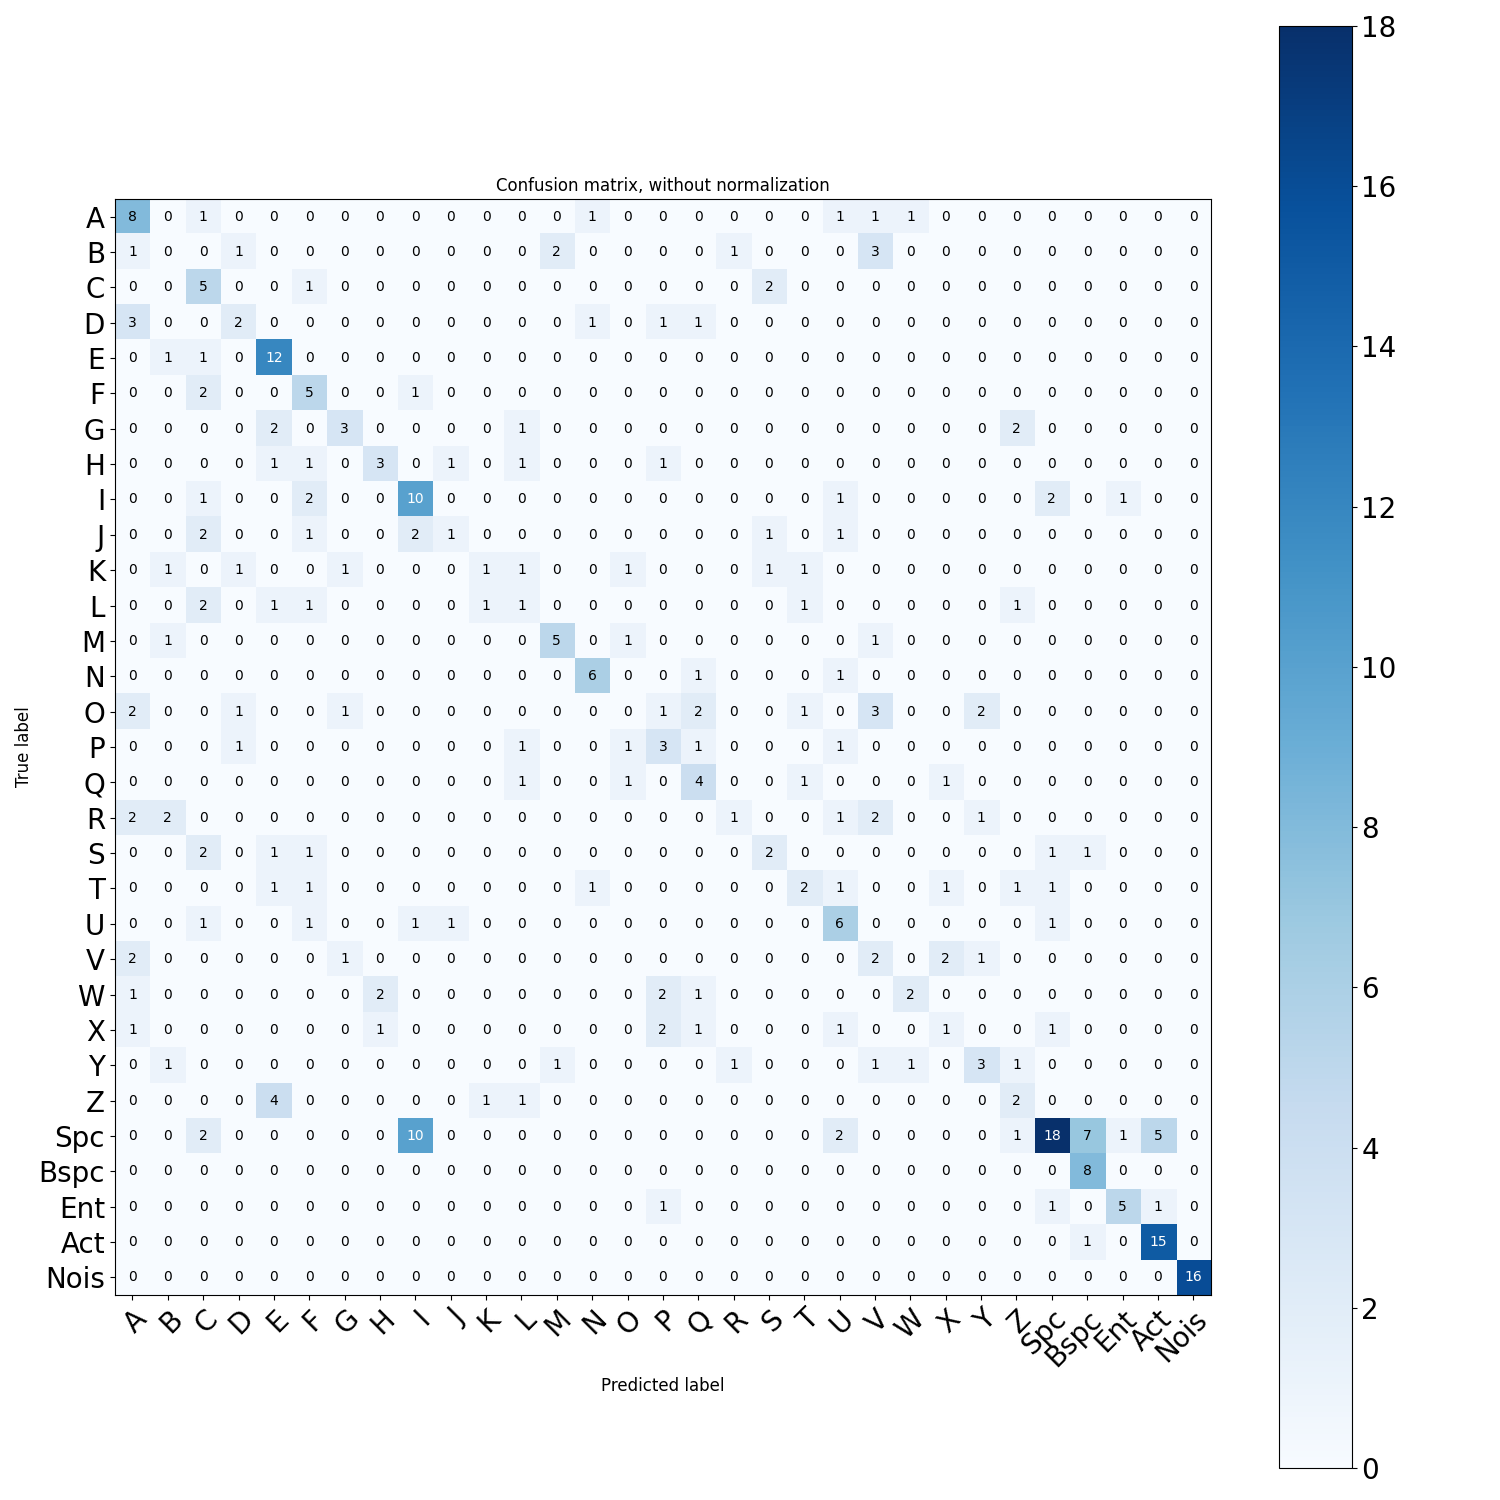 Confusion matrix, without normalization
A 8 0 1 0 0 0 0 0 0 0 0 0 0 1 0 0 0 0 0 0 1 1 1 0 0 0 0 0 0 0 0
B 1 0 0 1 0 0 0 0 0 0 0 0 2 0 0 0 0 1 0 0 0 3 0 0 0 0 0 0 0 0 0
C 0 0 5 0 0 1 0 0 0 0 0 0 0 0 0 0 0 0 2 0 0 0 0 0 0 0 0 0 0 0 0
D 3 0 0 2 0 0 0 0 0 0 0 0 0 1 0 1 1 0 0 0 0 0 0 0 0 0 0 0 0 0 0
E 0 1 1 0 12 0 0 0 0 0 0 0 0 0 0 0 0 0 0 0 0 0 0 0 0 0 0 0 0 0 0
F 0 0 2 0 0 5 0 0 1 0 0 0 0 0 0 0 0 0 0 0 0 0 0 0 0 0 0 0 0 0 0
G 0 0 0 0 2 0 3 0 0 0 0 1 0 0 0 0 0 0 0 0 0 0 0 0 0 2 0 0 0 0 0
H 0 0 0 0 1 1 0 3 0 1 0 1 0 0 0 1 0 0 0 0 0 0 0 0 0 0 0 0 0 0 0
I 0 0 1 0 0 2 0 0 10 0 0 0 0 0 0 0 0 0 0 0 1 0 0 0 0 0 2 0 1 0 0
J 0 0 2 0 0 1 0 0 2 1 0 0 0 0 0 0 0 0 1 0 1 0 0 0 0 0 0 0 0 0 0
K 0 1 0 1 0 0 1 0 0 0 1 1 0 0 1 0 0 0 1 1 0 0 0 0 0 0 0 0 0 0 0
L 0 0 2 0 1 1 0 0 0 0 1 1 0 0 0 0 0 0 0 1 0 0 0 0 0 1 0 0 0 0 0
M 0 1 0 0 0 0 0 0 0 0 0 0 5 0 1 0 0 0 0 0 0 1 0 0 0 0 0 0 0 0 0
N 0 0 0 0 0 0 0 0 0 0 0 0 0 6 0 0 1 0 0 0 1 0 0 0 0 0 0 0 0 0 0
O 2 0 0 1 0 0 1 0 0 0 0 0 0 0 0 1 2 0 0 1 0 3 0 0 2 0 0 0 0 0 0
P 0 0 0 1 0 0 0 0 0 0 0 1 0 0 1 3 1 0 0 0 1 0 0 0 0 0 0 0 0 0 0
Q 0 0 0 0 0 0 0 0 0 0 0 1 0 0 1 0 4 0 0 1 0 0 0 1 0 0 0 0 0 0 0
R 2 2 0 0 0 0 0 0 0 0 0 0 0 0 0 0 0 1 0 0 1 2 0 0 1 0 0 0 0 0 0
S 0 0 2 0 1 1 0 0 0 0 0 0 0 0 0 0 0 0 2 0 0 0 0 0 0 0 1 1 0 0 0
T 0 0 0 0 1 1 0 0 0 0 0 0 0 1 0 0 0 0 0 2 1 0 0 1 0 1 1 0 0 0 0
U 0 0 1 0 0 1 0 0 1 1 0 0 0 0 0 0 0 0 0 0 6 0 0 0 0 0 1 0 0 0 0
V 2 0 0 0 0 0 1 0 0 0 0 0 0 0 0 0 0 0 0 0 0 2 0 2 1 0 0 0 0 0 0
W 1 0 0 0 0 0 0 2 0 0 0 0 0 0 0 2 1 0 0 0 0 0 2 0 0 0 0 0 0 0 0
X 1 0 0 0 0 0 0 1 0 0 0 0 0 0 0 2 1 0 0 0 1 0 0 1 0 0 1 0 0 0 0
Y 0 1 0 0 0 0 0 0 0 0 0 0 1 0 0 0 0 1 0 0 0 1 1 0 3 1 0 0 0 0 0
Z 0 0 0 0 4 0 0 0 0 0 1 1 0 0 0 0 0 0 0 0 0 0 0 0 0 2 0 0 0 0 0
Spc 0 0 2 0 0 0 0 0 10 0 0 0 0 0 0 0 0 0 0 0 2 0 0 0 0 1 18 7 1 5 0
Bspc 0 0 0 0 0 0 0 0 0 0 0 0 0 0 0 0 0 0 0 0 0 0 0 0 0 0 0 8 0 0 0
Ent 0 0 0 0 0 0 0 0 0 0 0 0 0 0 0 1 0 0 0 0 0 0 0 0 0 0 1 0 5 1 0
Act 0 0 0 0 0 0 0 0 0 0 0 0 0 0 0 0 0 0 0 0 0 0 0 0 0 0 0 1 0 15 0
Nois 0 0 0 0 0 0 0 0 0 0 0 0 0 0 0 0 0 0 0 0 0 0 0 0 0 0 0 0 0 0 16
A B C D E F G H I J K L M N O P Q R S T U V W X Y Z Spc Bspc Ent Act Nois
Predicted label
True label
18
16
14
12
10
8
6
4
2
0